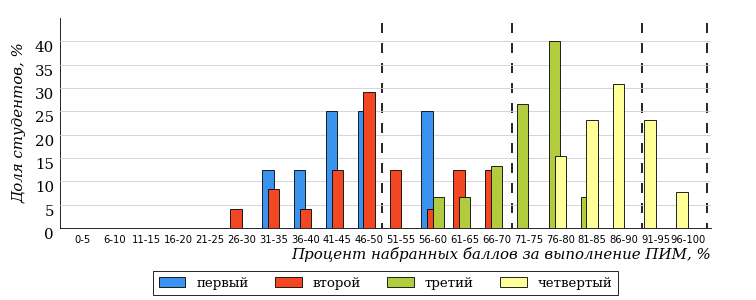 Доля студентов, %
40
35
30
25
20
15
10
5
0
0-5 6-10 11-15 16-20 21-25 26-30 31-35 36-40 41-45 46-50 51-55 56-60 61-65 66-70 71-75 76-80 81-85 86-90 91-95 96-100
Процент набранных баллов за выполнение ПИМ, %
первый второй третий четвертый